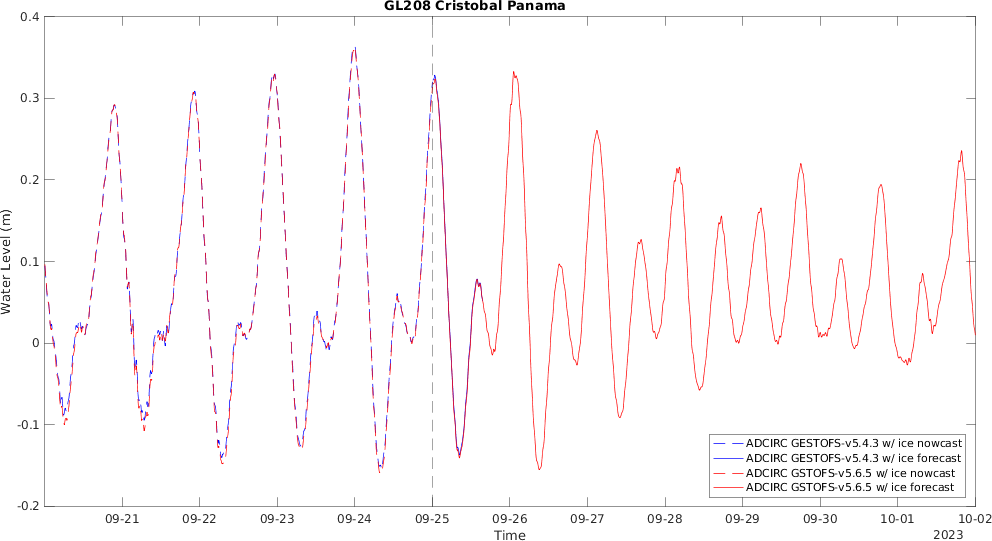 GL208 Cristobal Panama
Water Level (m)
0.4
0.3
0.2
0.1
0
-0.1
-0.2
ADCIRC GESTOFS-v5.4.3 w/ ice nowcast
ADCIRC GESTOFS-v5.4.3 w/ ice forecast
ADCIRC GSTOFS-v5.6.5 w/ ice nowcast
ADCIRC GSTOFS-v5.6.5 w/ ice forecast
09-21 09-22 09-23 09-24 09-25 09-26 09-27 09-28 09-29 09-30 10-01 10-02
Time
2023